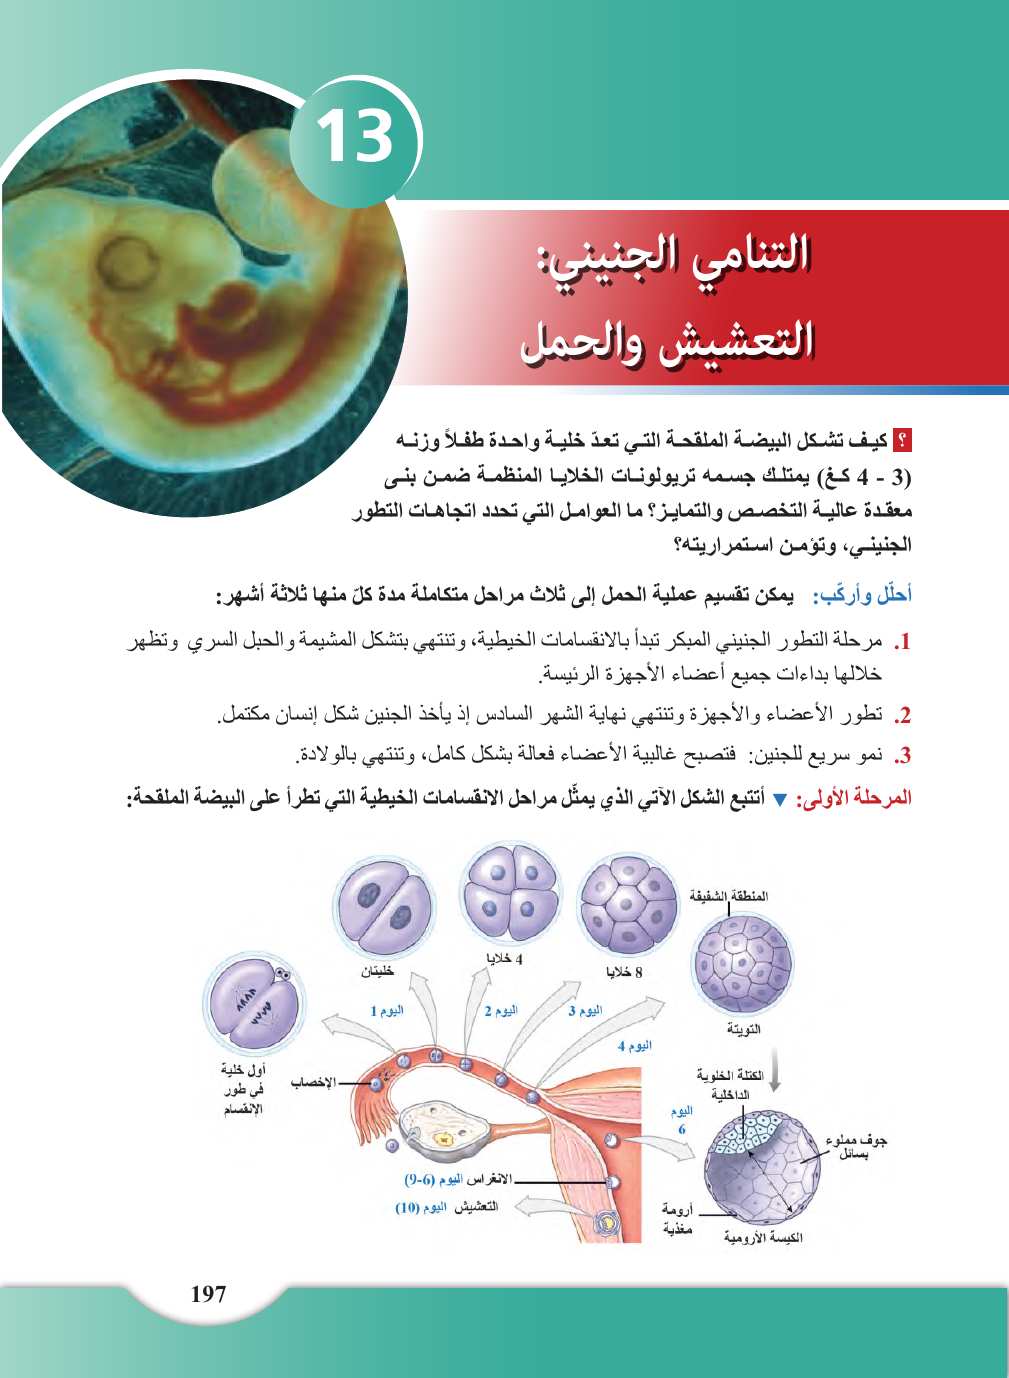 13
التنامي الجنيني:
التعشيش والحمل
؟ كيف تشكل البيضة الملقحة التي تعدّ خلية واحدة طفلاً وزنه
(3 - 4 كغ) يمتلك جسمه تريولونات الخلايا المنظمة ضمن بنى
معقدة عالية التخصص والتمايز؟ ما العوامل التي تحدد اتجاهات التطور
الجنيني، وتؤمن استمراريته؟
أحلّل وأركّب: يمكن تقسيم عملية الحمل إلى ثلاث مراحل متكاملة مدة كلّ منها ثلاثة أشهر:
1. مرحلة التطور الجنيني المبكر تبدأ بالانقسامات الخيطية، وتنتهي بتشكل المشيمة والحبل السري وتظهر
خلالها بداءات جميع أعضاء الأجهزة الرئيسة.
2. تطور الأعضاء والأجهزة وتنتهي نهاية الشهر السادس إذ يأخذ الجنين شكل إنسان مكتمل.
3. نمو سريع للجنين: فتصبح غالبية الأعضاء فعالة بشكل كامل، وتنتهي بالولادة.
المرحلة الأولى: ▼ أتتبع الشكل الآتي الذي يمثّل مراحل الانقسامات الخيطية التي تطرأ على البيضة الملقحة:
المنطقة الشفيفة
4 خلايا
خليتان
8 خلايا
التويتة
اليوم 1
اليوم 2
اليوم 3
اليوم 4
أول خلية
في طور
الإنقسام
الإخصاب
الكتلة الخلوية
الداخلية
اليوم
6
جوف مملوء
بسائل
الانغراس اليوم (6-9)
التعشيش اليوم (10)
أرومة
مغذية
الكيسة الأرومية
197